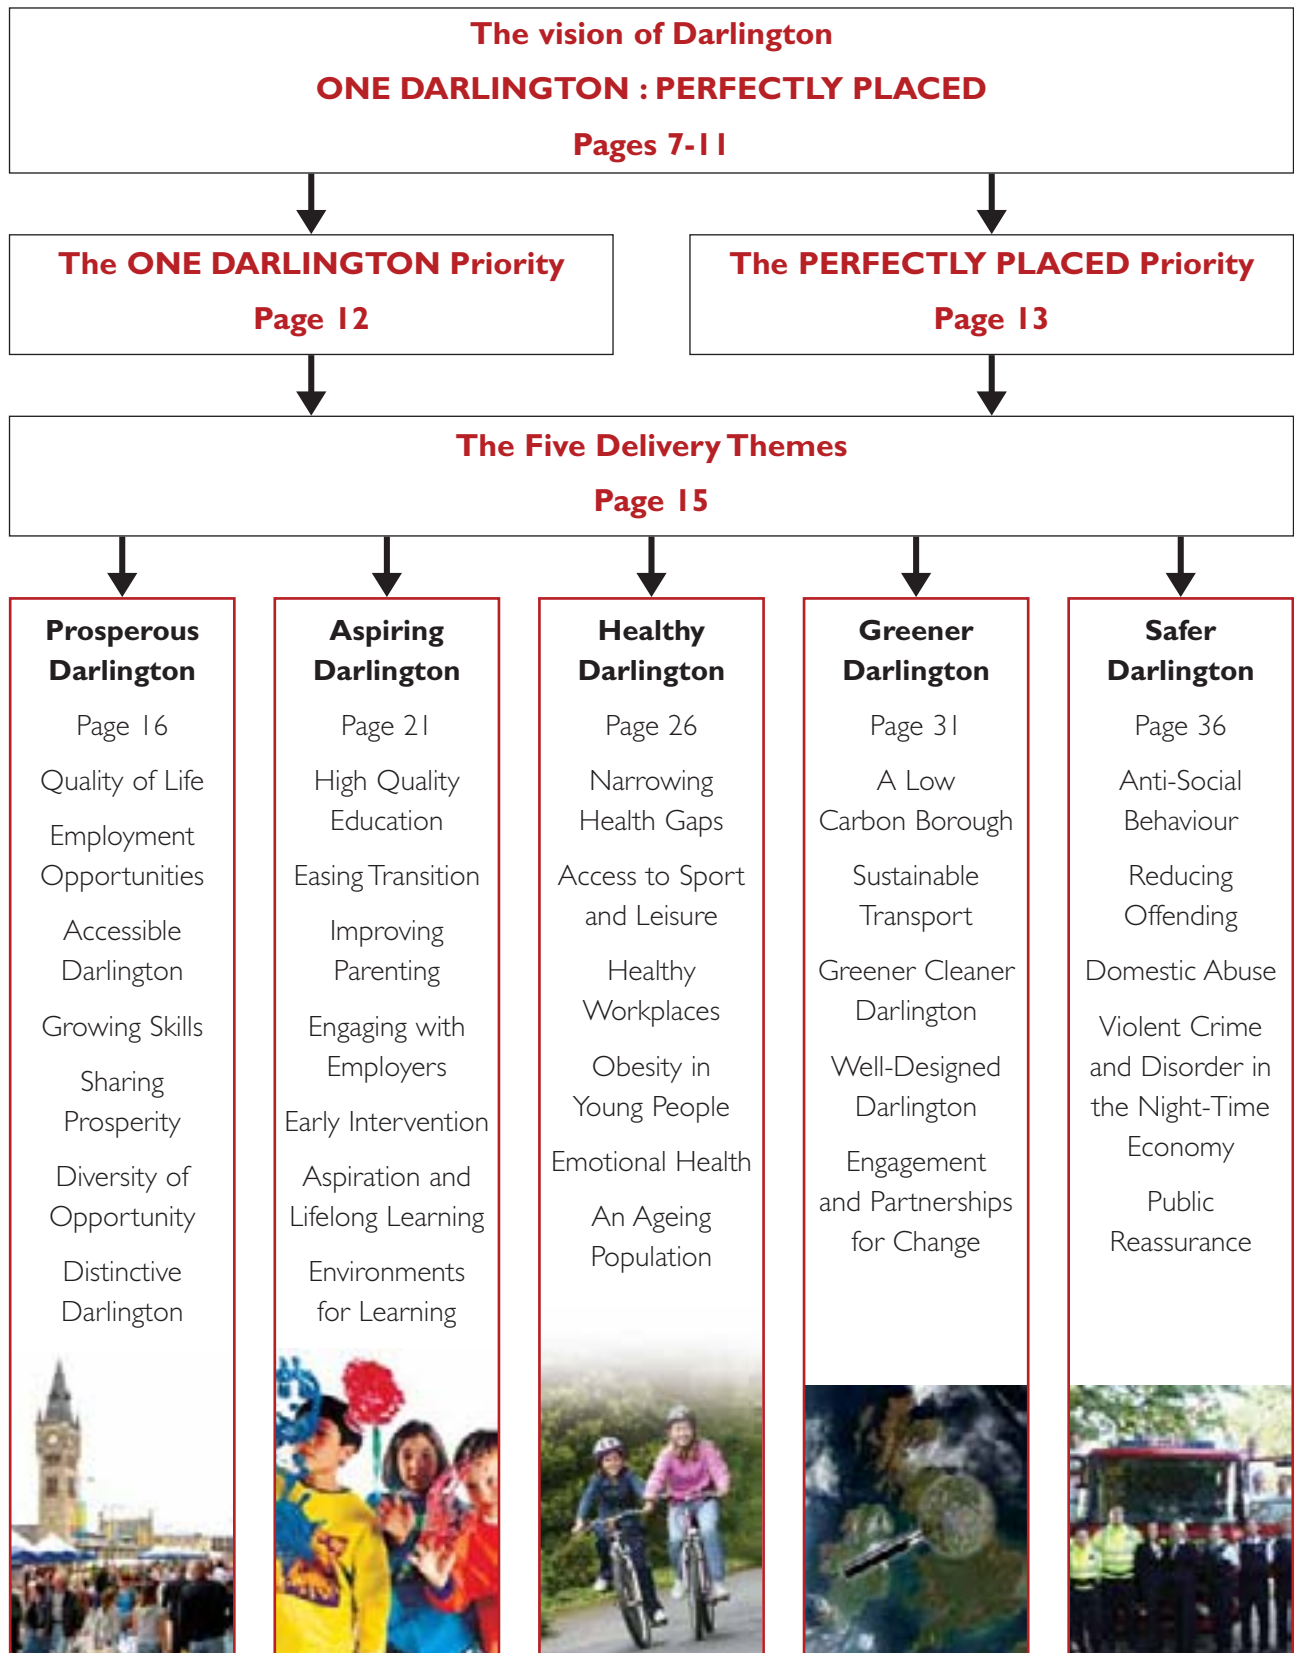 The vision of Darlington
ONE DARLINGTON : PERFECTLY PLACED
Pages 7-11
The ONE DARLINGTON Priority
Page 12
The PERFECTLY PLACED Priority
Page 13
The Five Delivery Themes
Page 15
Prosperous
Darlington
Page 16
Quality of Life
Employment
Opportunities
Accessible
Darlington
Growing Skills
Sharing
Prosperity
Diversity of
Opportunity
Distinctive
Darlington
Aspiring
Darlington
Page 21
High Quality
Education
Easing Transition
Improving
Parenting
Engaging with
Employers
Early Intervention
Aspiration and
Lifelong Learning
Environments
for Learning
Healthy
Darlington
Page 26
Narrowing
Health Gaps
Access to Sport
and Leisure
Healthy
Workplaces
Obesity in
Young People
Emotional Health
An Ageing
Population
Greener
Darlington
Page 31
A Low
Carbon Borough
Sustainable
Transport
Greener Cleaner
Darlington
Well-Designed
Darlington
Engagement
and Partnerships
for Change
Safer
Darlington
Page 36
Anti-Social
Behaviour
Reducing
Offending
Domestic Abuse
Violent Crime
and Disorder in
the Night-Time
Economy
Public
Reassurance